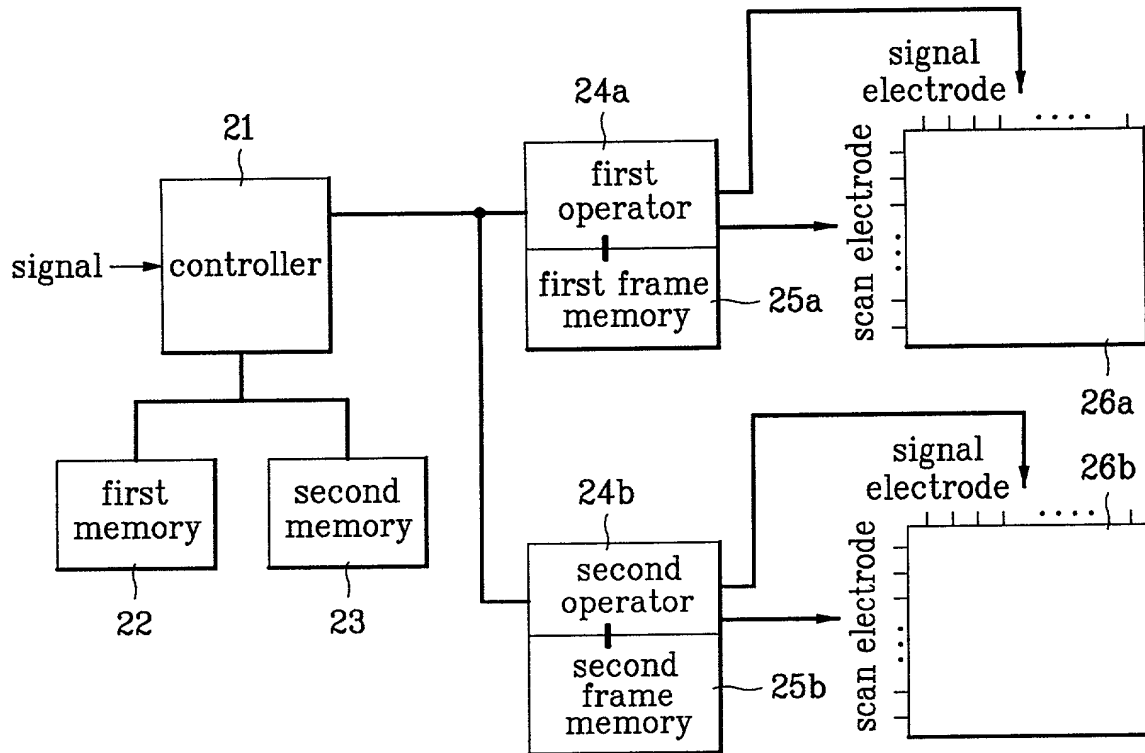 signal
21
controller
first
memory
22
second
memory
23
24a
first
operator
first frame
memory
25a
signal
electrode
scan electrode
26a
24b
second
operator
second
frame
memory
25b
signal
electrode
scan electrode
26b